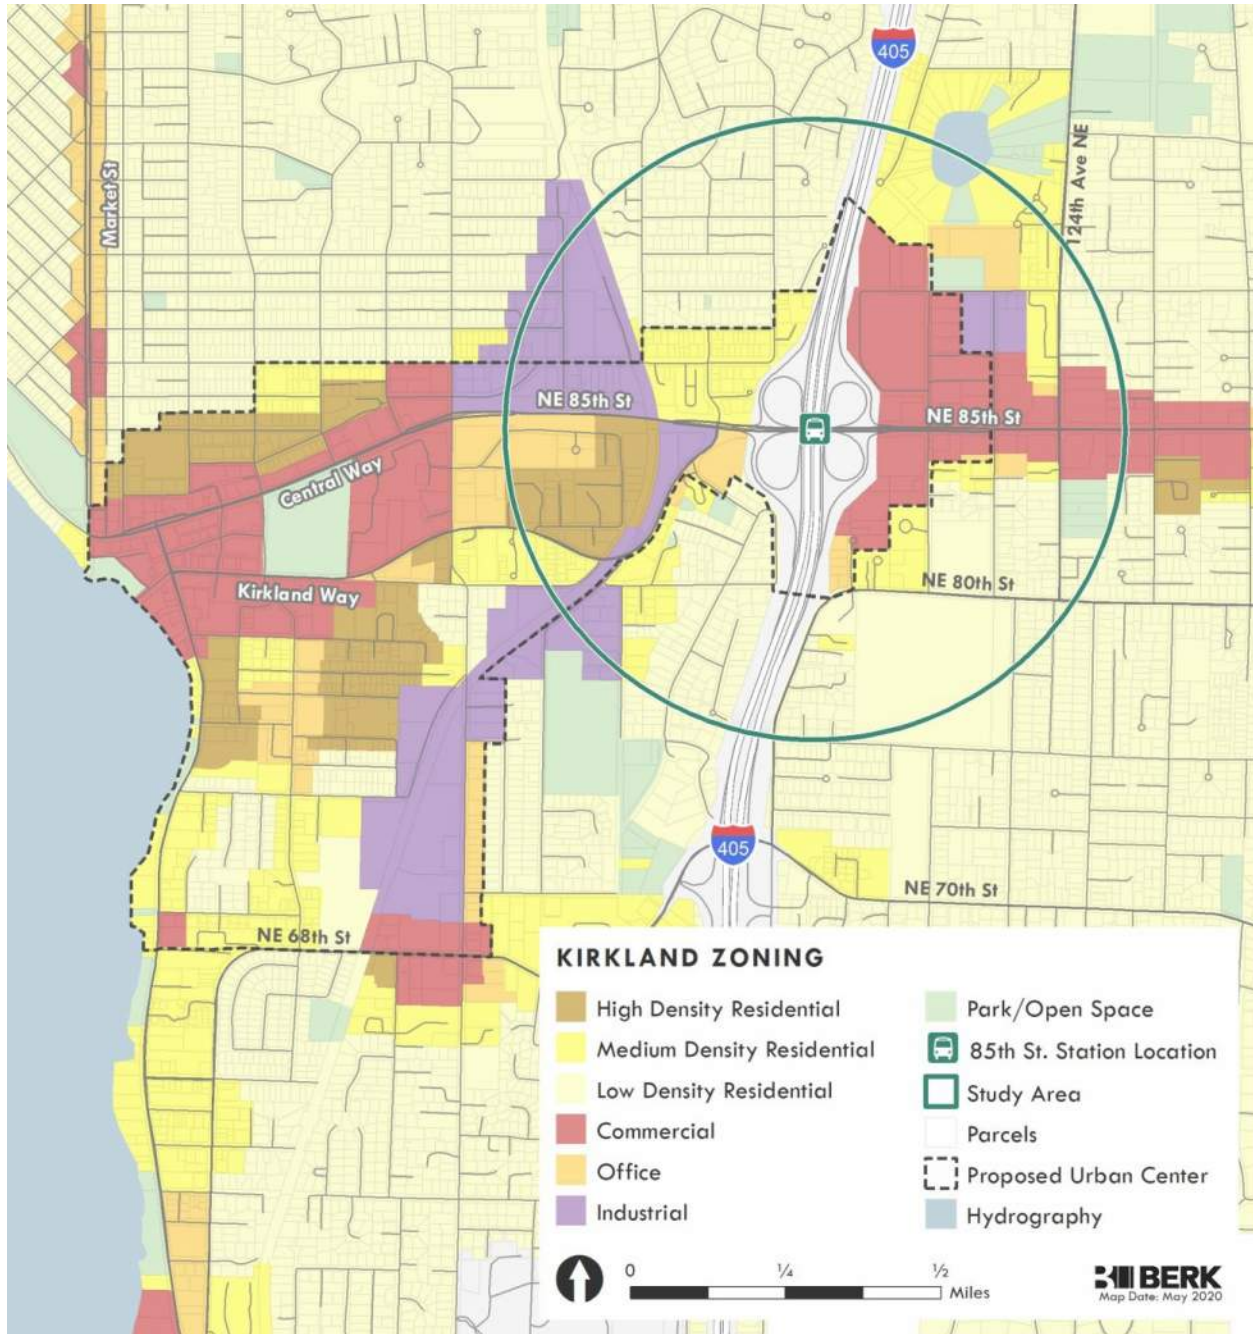 405
Market St
124th Ave NE
NE 85th St
NE 85th St
Central Way
Kirkland Way
NE 80th St
405
NE 70th St
NE 68th St
KIRKLAND ZONING
High Density Residential
Medium Density Residential
Low Density Residential
Commercial
Office
Industrial
Park/Open Space
85th St. Station Location
Study Area
Parcels
Proposed Urban Center
Hydrography
0 ¼ ½
Miles
BERK
Map Date: May 2020